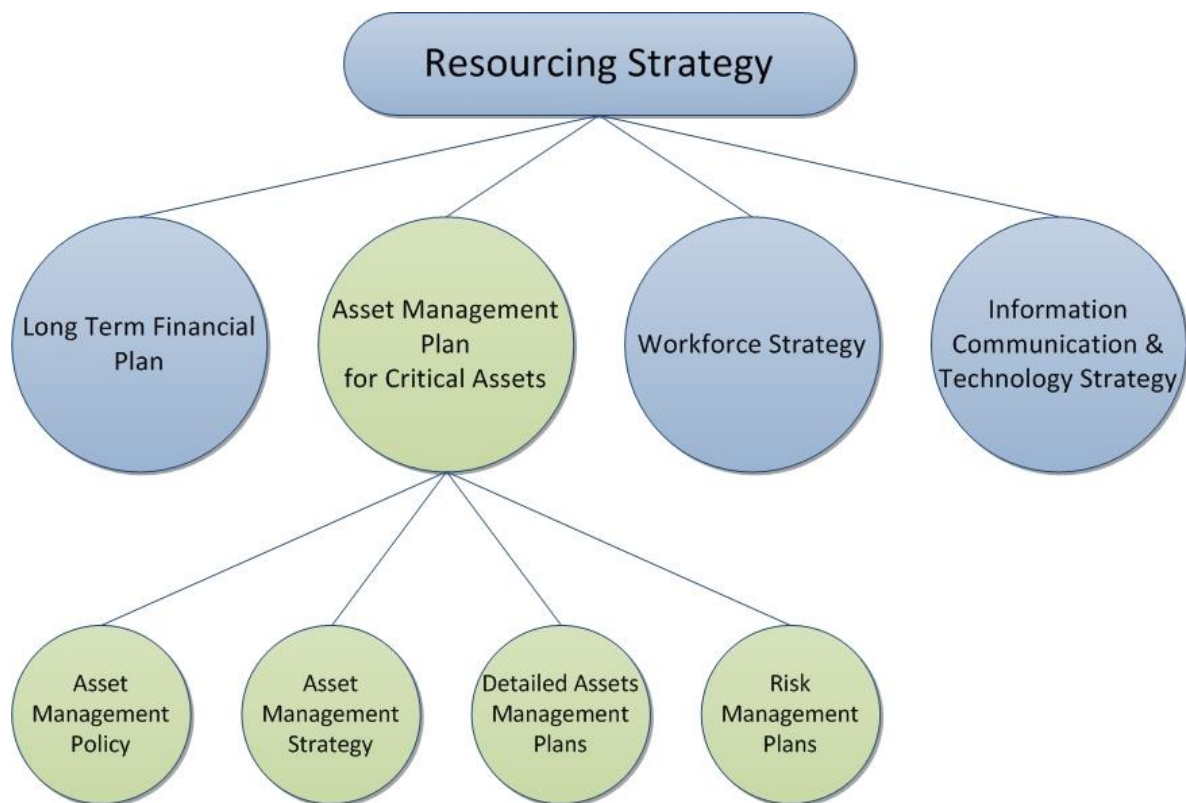 Resourcing Strategy
Long Term Financial
Plan
Asset Management
Plan
for Critical Assets
Workforce Strategy
Information
Communication &
Technology Strategy
Asset
Management
Policy
Asset
Management
Strategy
Detailed Assets
Management
Plans
Risk
Management
Plans